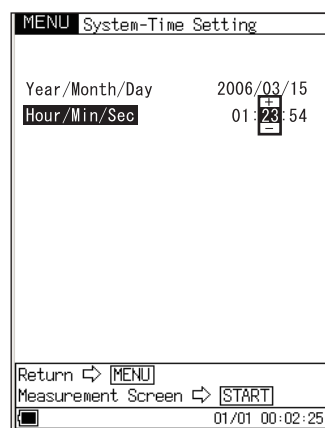 MENU System-Time Setting
Year/Month/Day 2006/03/15
+
Hour/Min/Sec 01:23:54
−
Return ⇨ MENU
Measurement Screen ⇨ START
01/01 00:02:25